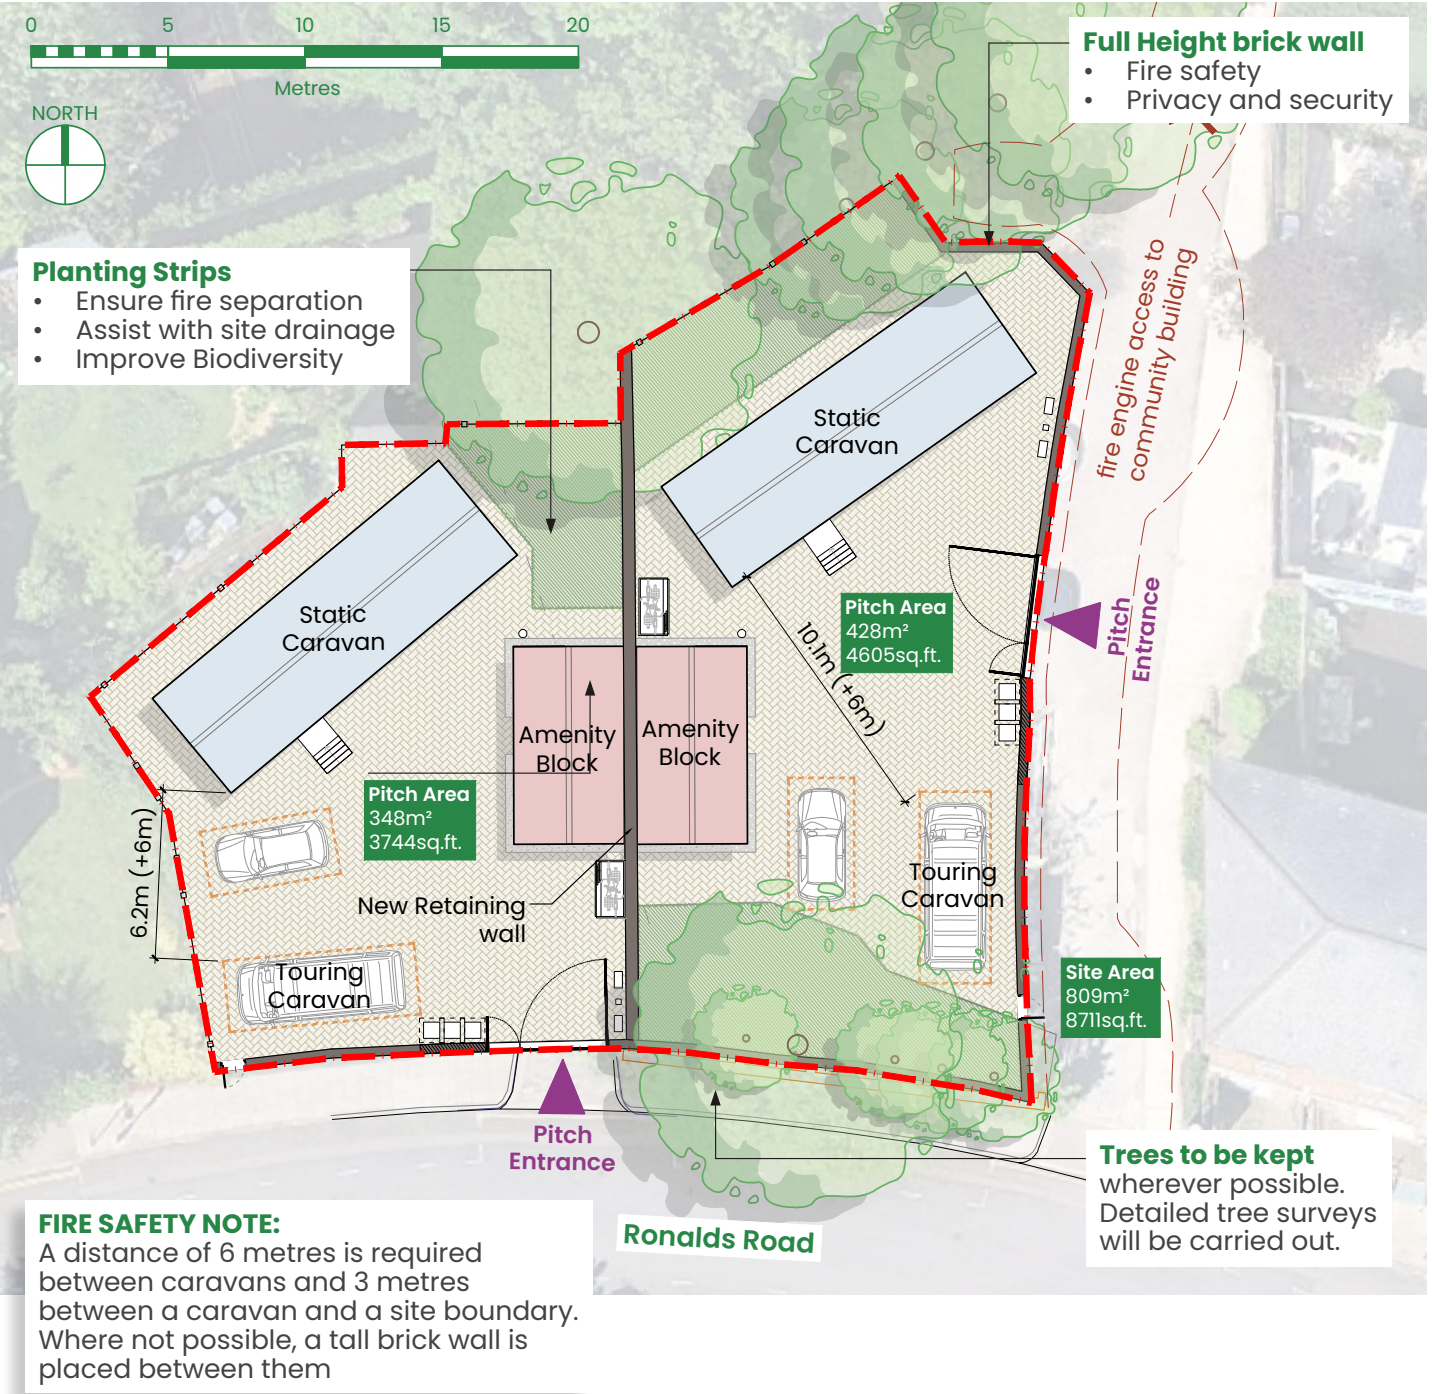 0 5 10 15 20
Metres
NORTH
Full Height brick wall
• Fire safety
• Privacy and security
Planting Strips
• Ensure fire separation
• Assist with site drainage
• Improve Biodiversity
fire engine access to
community building
Static
Caravan
Static
Caravan
Pitch Area
428m²
4605sq.ft.
10.1m (+6m)
Pitch
Entrance
Amenity
Block
Amenity
Block
Pitch Area
348m²
3744sq.ft.
6.2m (+6m)
New Retaining
wall
Touring
Caravan
Touring
Caravan
Site Area
809m²
8711sq.ft.
Pitch
Entrance
Trees to be kept
wherever possible.
Detailed tree surveys
will be carried out.
Ronalds Road
FIRE SAFETY NOTE:
A distance of 6 metres is required
between caravans and 3 metres
between a caravan and a site boundary.
Where not possible, a tall brick wall is
placed between them